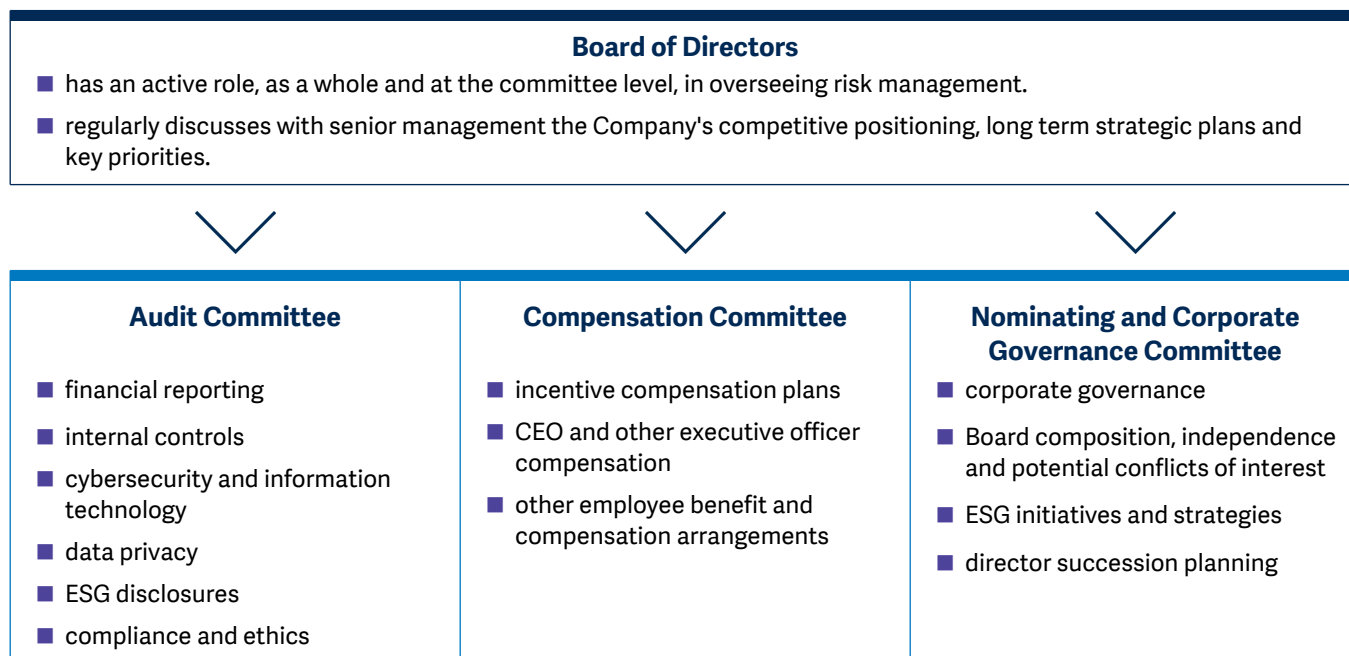 Board of Directors
has an active role, as a whole and at the committee level, in overseeing risk management.
regularly discusses with senior management the Company's competitive positioning, long term strategic plans and
key priorities.
Audit Committee
financial reporting
internal controls
cybersecurity and information
technology
data privacy
ESG disclosures
compliance and ethics
Compensation Committee
incentive compensation plans
CEO and other executive officer
compensation
other employee benefit and
compensation arrangements
Nominating and Corporate
Governance Committee
corporate governance
Board composition, independence
and potential conflicts of interest
ESG initiatives and strategies
director succession planning